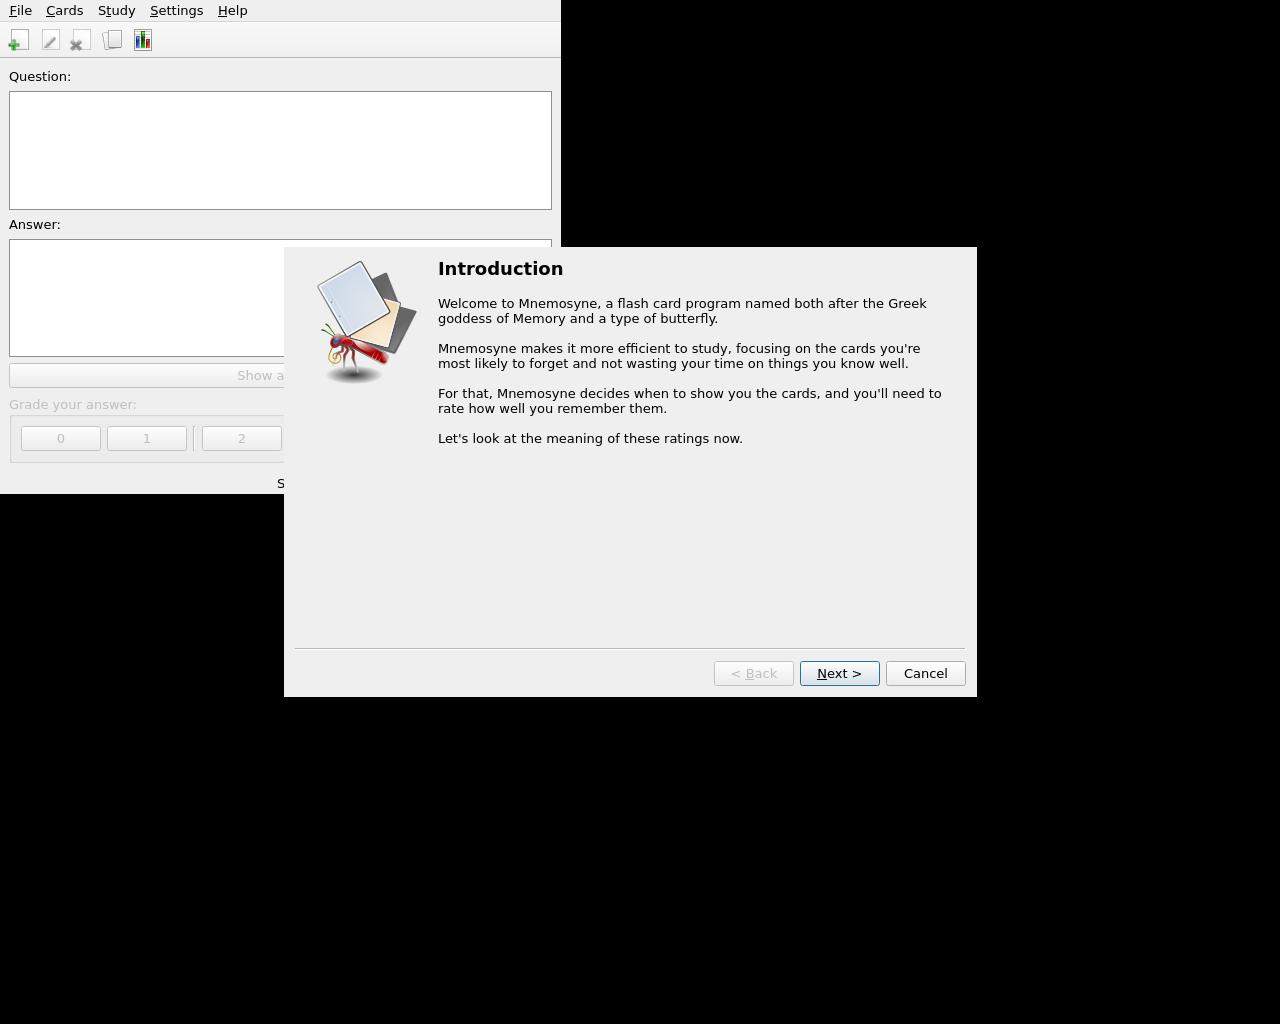 File Cards Study Settings Help
Question:
Answer:
Show a
Grade your answer:
0 1 2
S
Introduction
Welcome to Mnemosyne, a flash card program named both after the Greek
goddess of Memory and a type of butterfly.
Mnemosyne makes it more efficient to study, focusing on the cards you're
most likely to forget and not wasting your time on things you know well.
For that, Mnemosyne decides when to show you the cards, and you'll need to
rate how well you remember them.
Let's look at the meaning of these ratings now.
< Back Next > Cancel